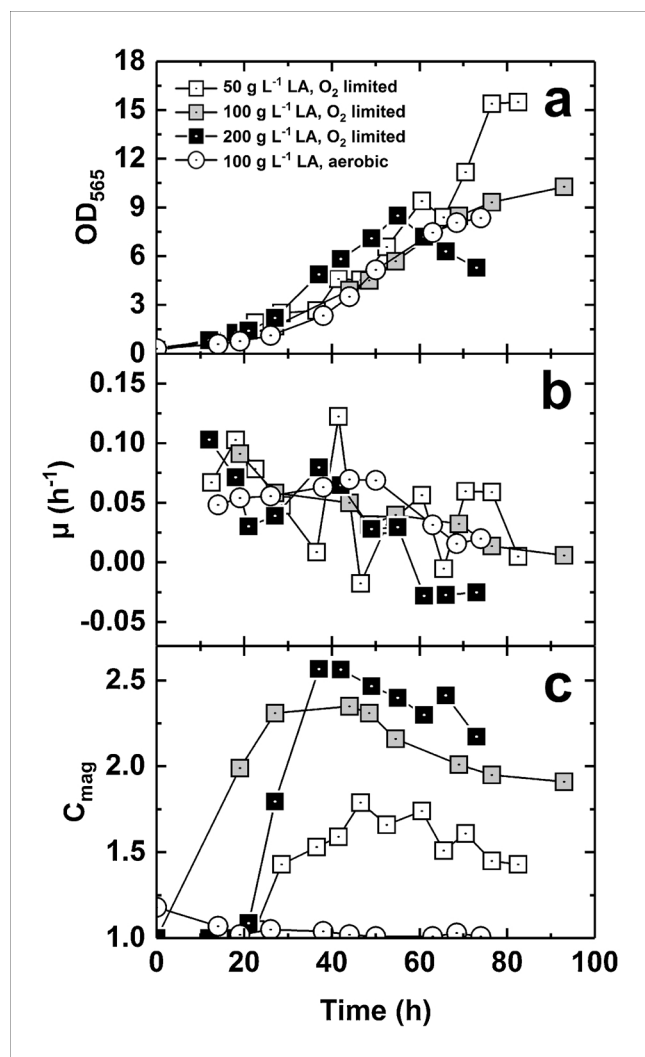 18
15
12
9
6
3
0
OD₅₆₅
a
50 g L⁻¹ LA, O₂ limited
100 g L⁻¹ LA, O₂ limited
200 g L⁻¹ LA, O₂ limited
100 g L⁻¹ LA, aerobic
0.15
0.10
0.05
0.00
-0.05
μ (h⁻¹)
b
2.5
2.0
1.5
1.0
C_mag
c
0 20 40 60 80 100
Time (h)